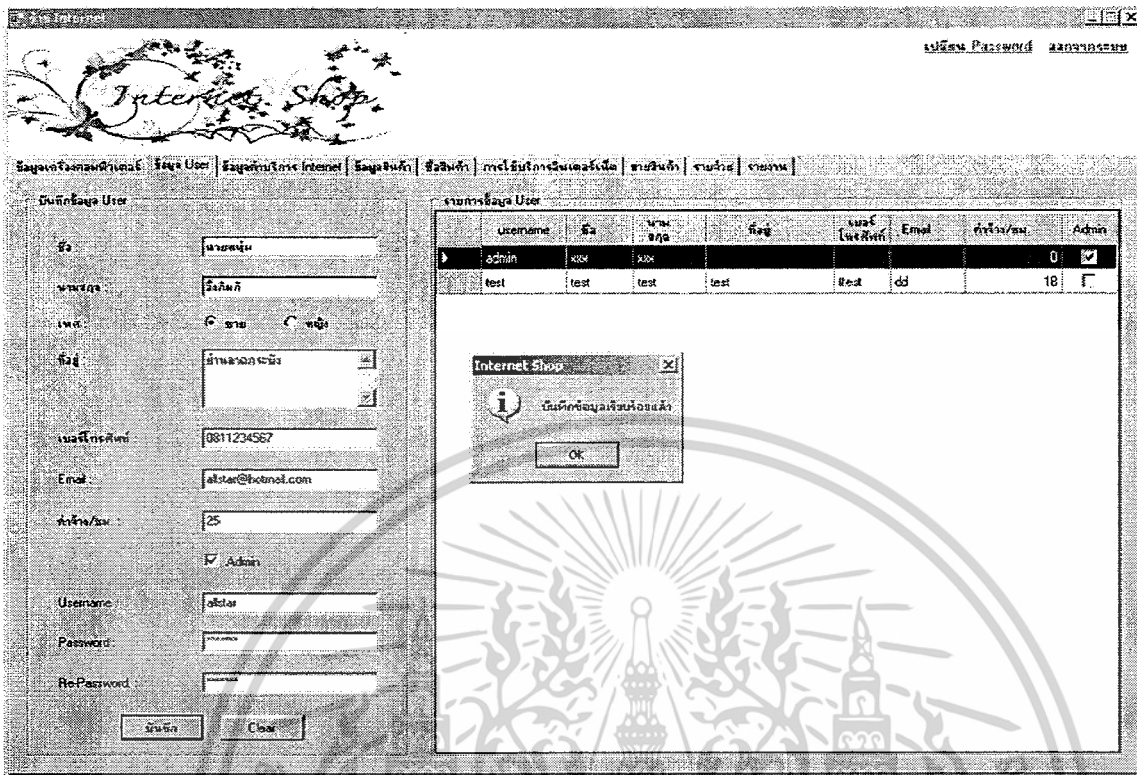 ร้าน Internet
เปลี่ยน Password ออกจากระบบ
Internet Shop
ข้อมูลเครื่องคอมพิวเตอร์ ข้อมูล User ข้อมูลค่าบริการ Internet ข้อมูลสินค้า ซื้อสินค้า การใช้บริการอินเตอร์เน็ต ขายสินค้า รายจ่าย รายงาน
บันทึกข้อมูล User
ชื่อ นายหนุ่ม
นามสกุล :
เพศ : ชาย หญิง
ที่อยู่
เบอร์โทรศัพท์ 0811234567
Email : allstar@hotmail.com
ค่าจ้าง/ชม. : 25
Admin
Username : allstar
Password :
Re-Password :
บันทึก Clear
รายการข้อมูล User
username ชื่อ นามสกุล ที่อยู่ เบอร์โทรศัพท์ Email ค่าจ้าง/ชม. Admin
admin xxx xxx 0
test test test test test dd 18
Internet Shop
บันทึกข้อมูลเรียบร้อยแล้ว
OK